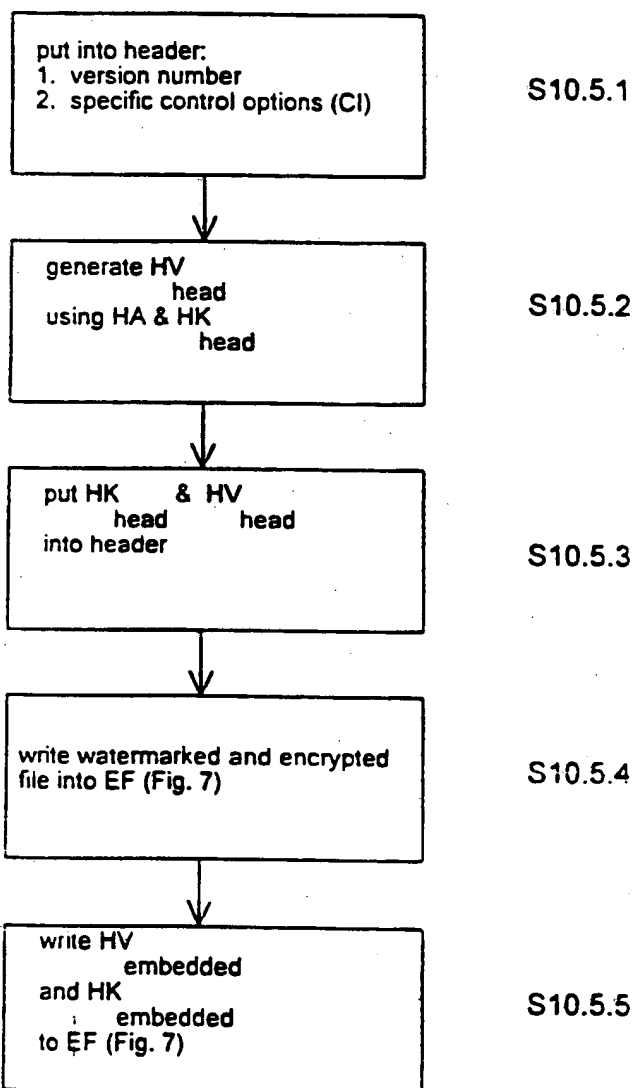 put into header:
1. version number
2. specific control options (CI)
S10.5.1
generate HV
head
using HA & HK
head
S10.5.2
put HK & HV
head head
into header
S10.5.3
write watermarked and encrypted
file into EF (Fig. 7)
S10.5.4
write HV
embedded
and HK
embedded
to EF (Fig. 7)
S10.5.5